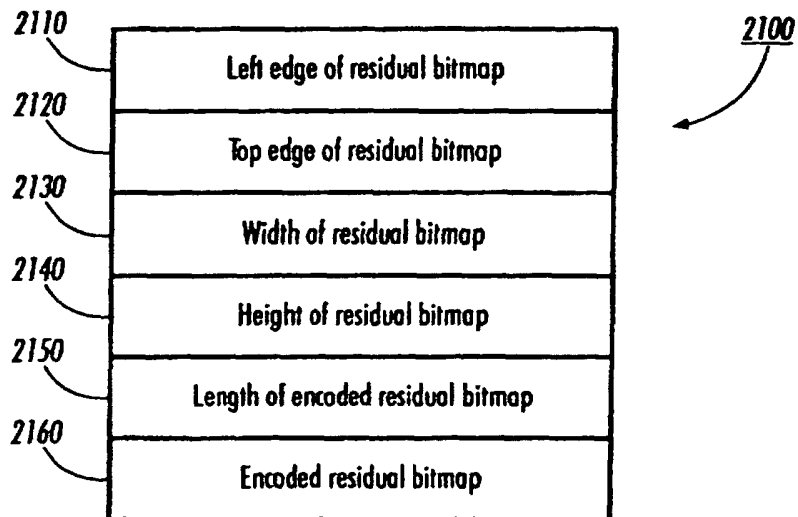 2110
Left edge of residual bitmap
2100
2120
Top edge of residual bitmap
2130
Width of residual bitmap
2140
Height of residual bitmap
2150
Length of encoded residual bitmap
2160
Encoded residual bitmap